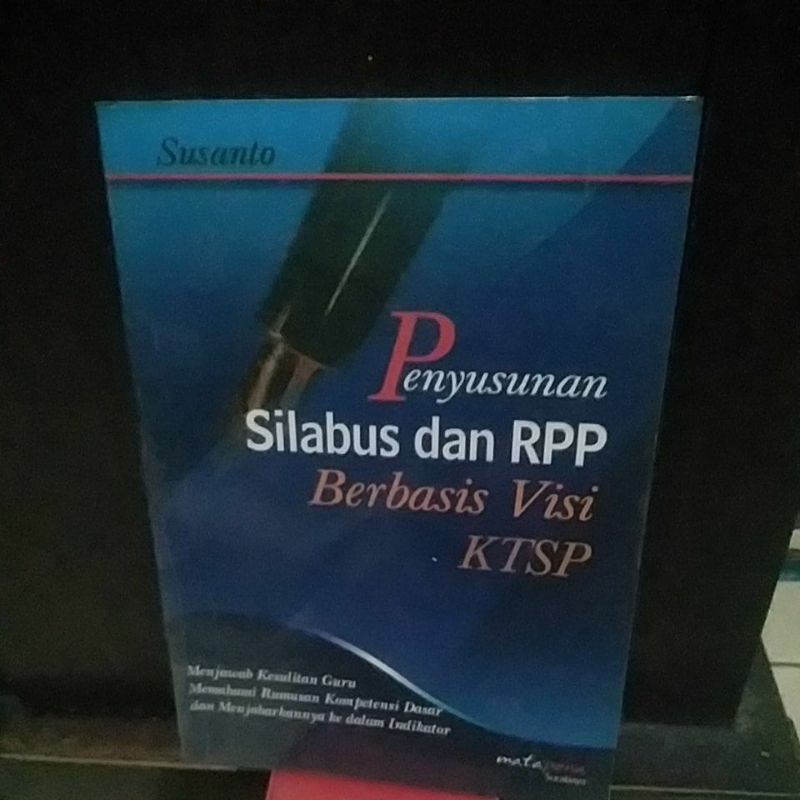 Susanto
Penyusunan
Silabus dan RPP
Berbasis Visi
KTSP
Menjawab Kesulitan Guru
Memahami Rumusan Kompetensi Dasar
dan Menjabarkannya ke dalam Indikator
matapena
Surabaya